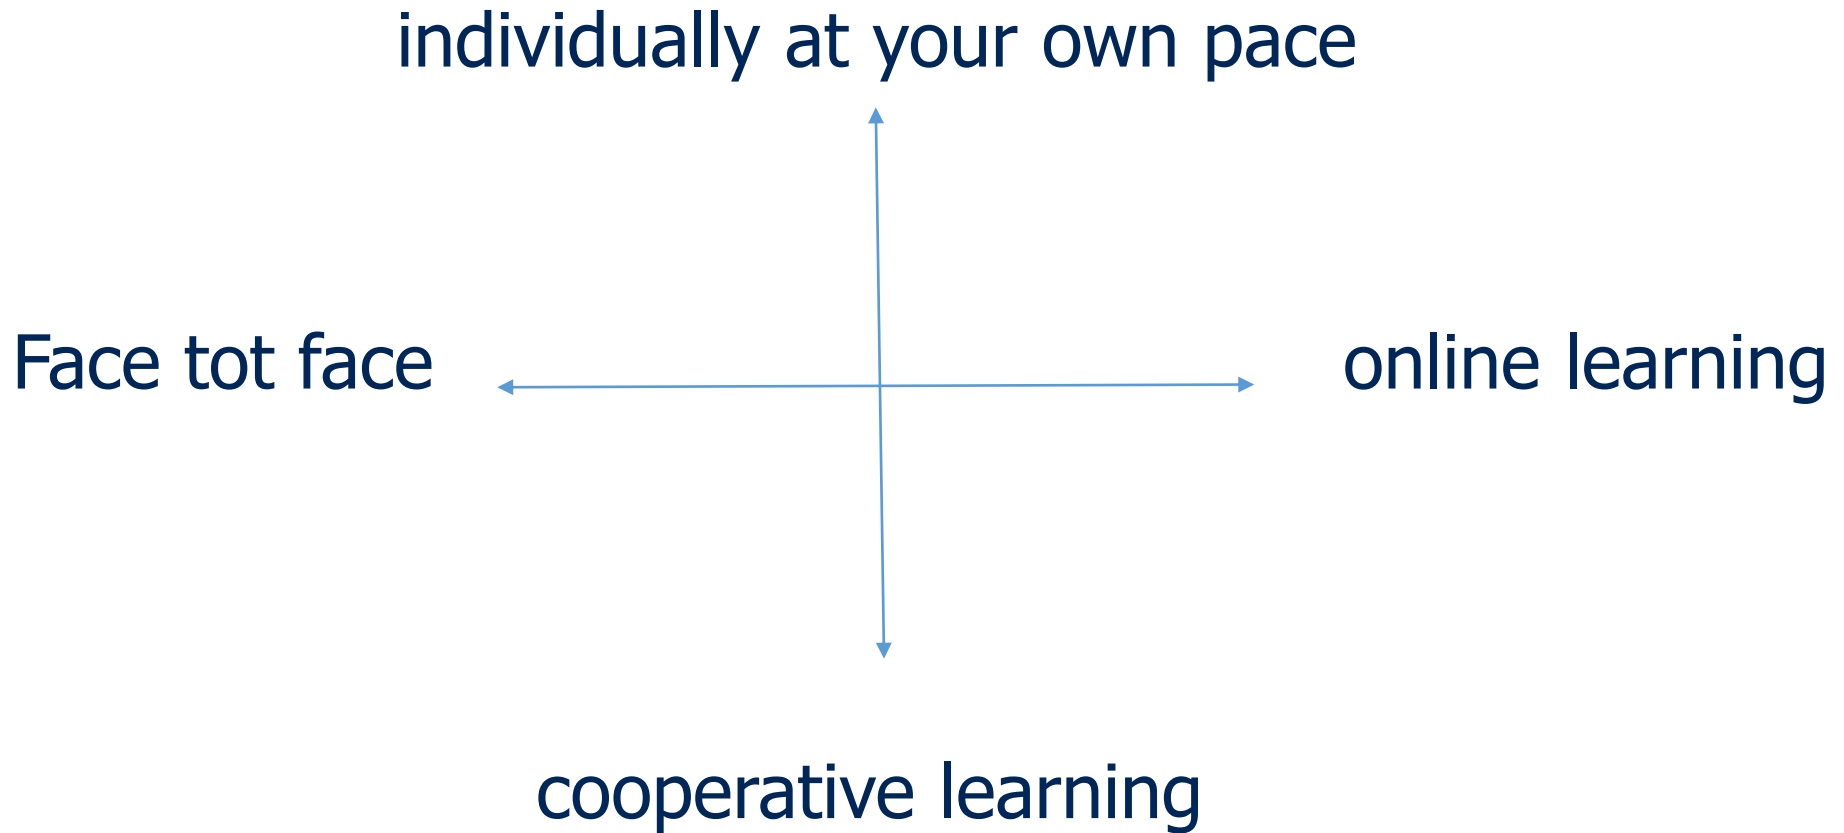 individually at your own pace
Face tot face
online learning
cooperative learning